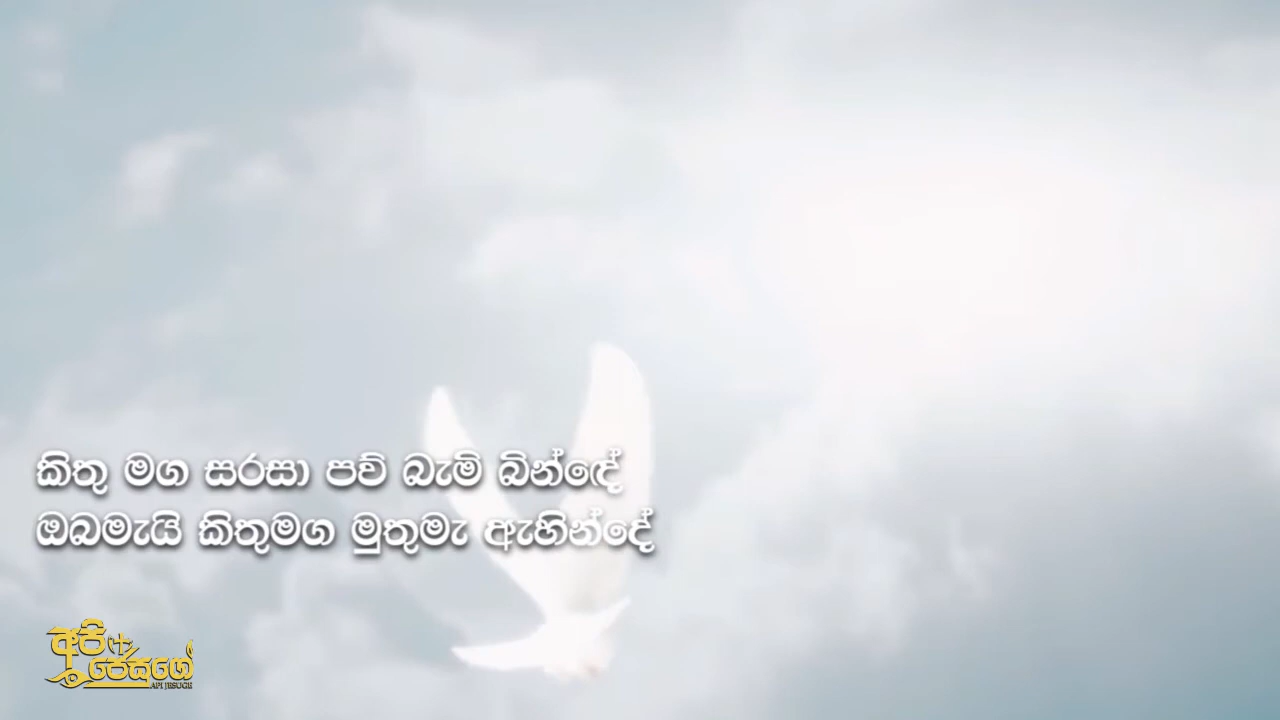 කිතු මග සරසා පව් බැමි බින්ඳේ
ඔබමැයි කිතුමග මුතුමැ ඇහින්දේ
අපි
ජේසුගේ
API JESUGE